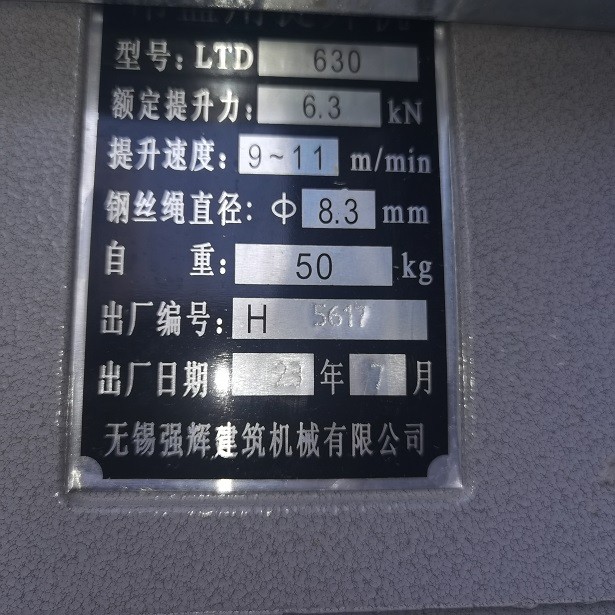 型号：LTD 630
额定提升力：6.3 kN
提升速度：9~11 m/min
钢丝绳直径：Φ 8.3 mm
自 重：50 kg
出厂编号：H 5617
出厂日期 23 年 7 月
无锡强辉建筑机械有限公司